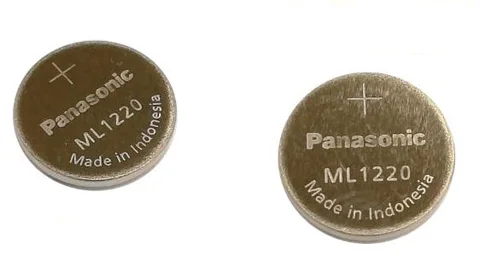 +
Panasonic
ML1220
Made in Indonesia
+
Panasonic
ML1220
Made in Indonesia